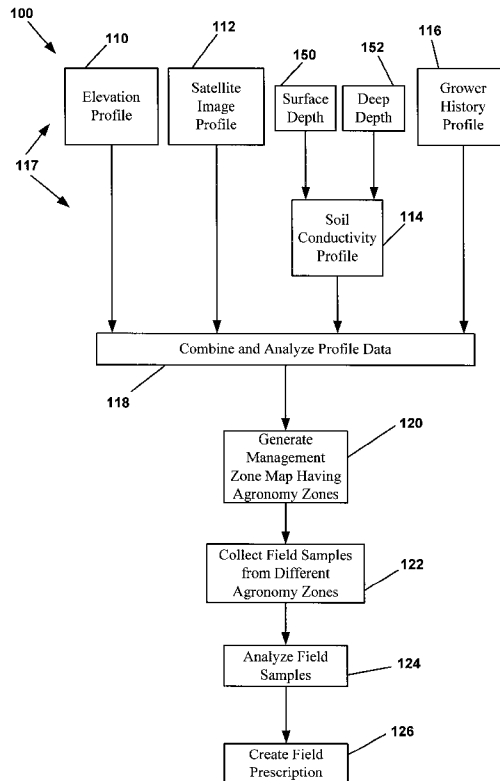 100
110
112
150
152
116
Elevation
Profile
Satellite
Image
Profile
Surface
Depth
Deep
Depth
Grower
History
Profile
117
Soil
Conductivity
Profile
114
Combine and Analyze Profile Data
118
Generate
Management
Zone Map Having
Agronomy Zones
120
Collect Field Samples
from Different
Agronomy Zones
122
Analyze Field
Samples
124
Create Field
Prescription
126